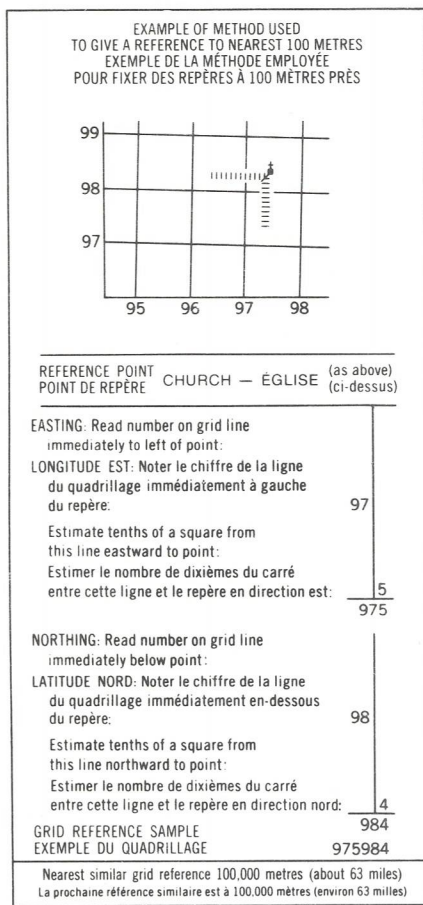 EXAMPLE OF METHOD USED
TO GIVE A REFERENCE TO NEAREST 100 METRES
EXEMPLE DE LA MÉTHODE EMPLOYÉE
POUR FIXER DES REPÈRES À 100 MÈTRES PRÈS
99
98
97
95 96 97 98
REFERENCE POINT
POINT DE REPÈRE
CHURCH — ÉGLISE
(as above)
(ci-dessus)
EASTING: Read number on grid line
immediately to left of point:
LONGITUDE EST: Noter le chiffre de la ligne
du quadrillage immédiatement à gauche
du repère: 97
Estimate tenths of a square from
this line eastward to point:
Estimer le nombre de dixièmes du carré
entre cette ligne et le repère en direction est: 5
975
NORTHING: Read number on grid line
immediately below point:
LATITUDE NORD: Noter le chiffre de la ligne
du quadrillage immédiatement en-dessous
du repère: 98
Estimate tenths of a square from
this line northward to point:
Estimer le nombre de dixièmes du carré
entre cette ligne et le repère en direction nord: 4
984
GRID REFERENCE SAMPLE
EXEMPLE DU QUADRILLAGE 975984
Nearest similar grid reference 100,000 metres (about 63 miles)
La prochaine référence similaire est à 100,000 mètres (environ 63 milles)